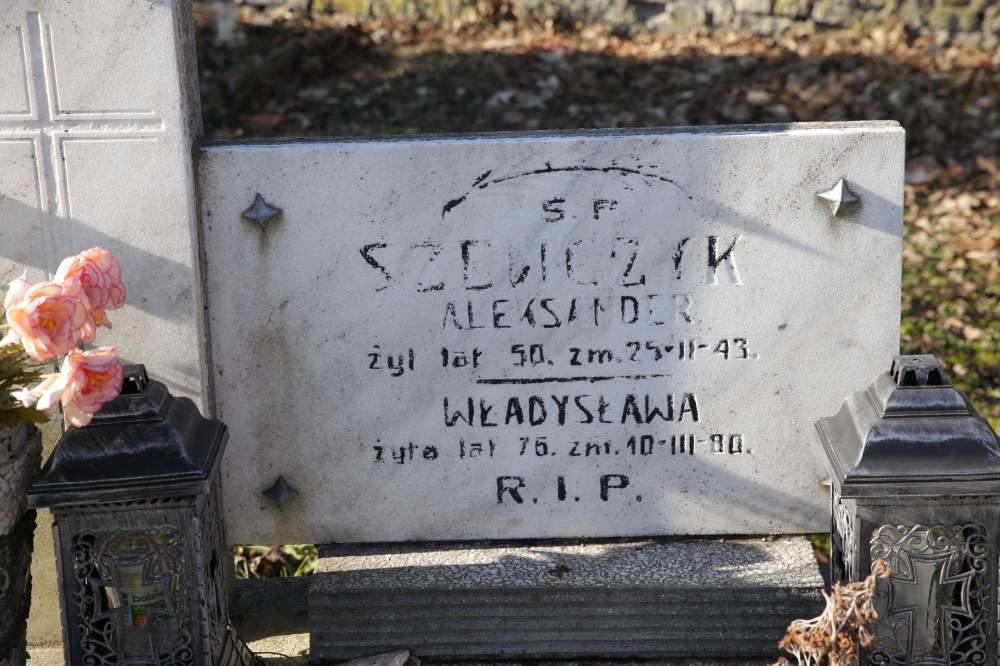 Ś. P.
SZEWCZYK
ALEKSANDER
żył lat 50. zm. 25-II-43.
WŁADYSŁAWA
żyła lat 76. zm. 10-III-80.
R. I. P.